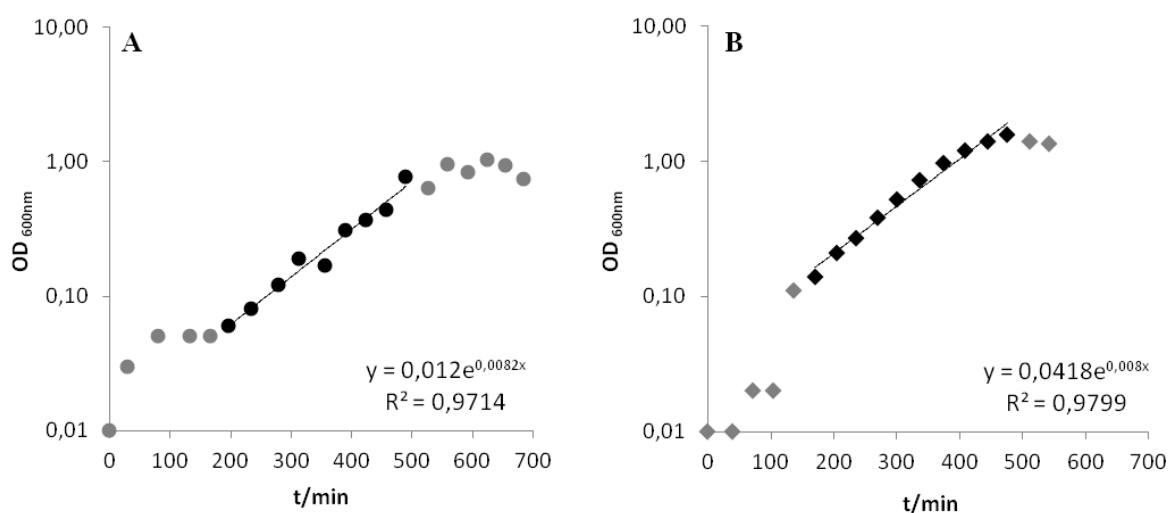 A
10,00
1,00
0,10
0,01
OD 600nm
0 100 200 300 400 500 600 700
t/min
y = 0,012e^0,0082x
R² = 0,9714
B
10,00
1,00
0,10
0,01
OD 600nm
0 100 200 300 400 500 600 700
t/min
y = 0,0418e^0,008x
R² = 0,9799